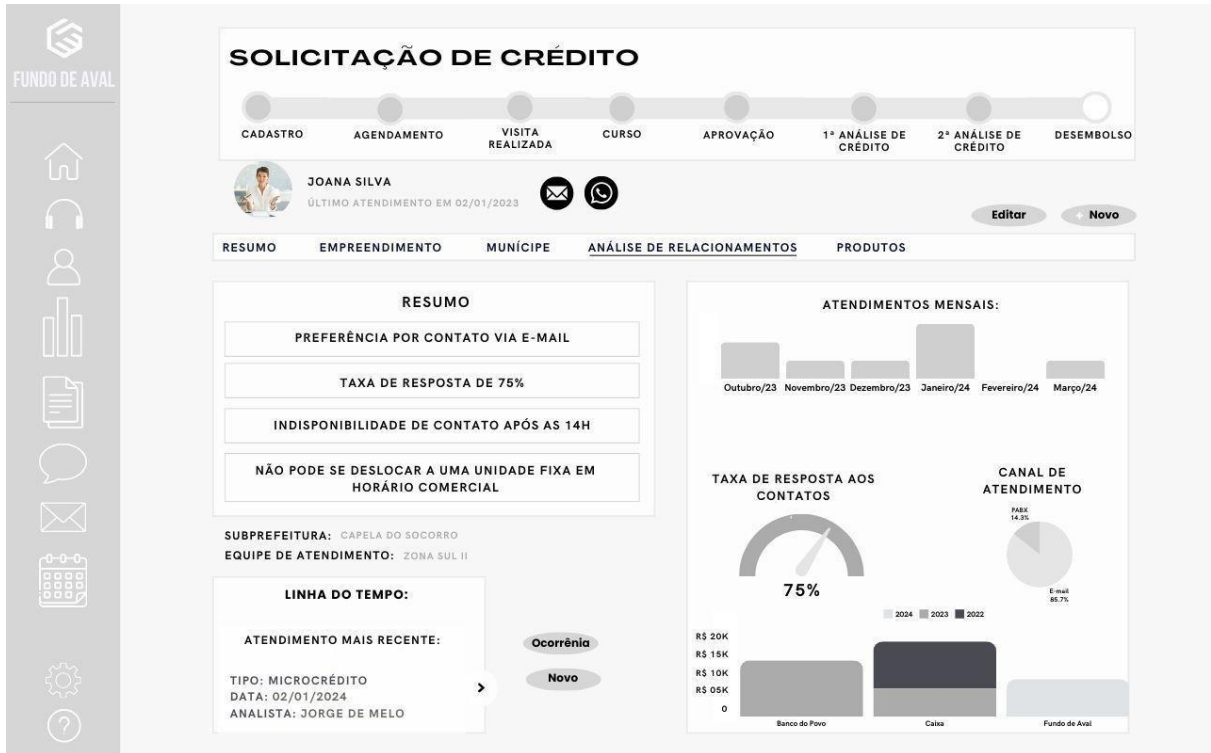 FUNDO DE AVAL
SOLICITAÇÃO DE CRÉDITO
CADASTRO
AGENDAMENTO
VISITA
REALIZADA
CURSO
APROVAÇÃO
1ª ANÁLISE DE
CRÉDITO
2ª ANÁLISE DE
CRÉDITO
DESEMBOLSO
JOANA SILVA
ÚLTIMO ATENDIMENTO EM 02/01/2023
Editar
+ Novo
RESUMO
EMPREENDIMENTO
MUNÍCIPE
ANÁLISE DE RELACIONAMENTOS
PRODUTOS
RESUMO
PREFERÊNCIA POR CONTATO VIA E-MAIL
TAXA DE RESPOSTA DE 75%
INDISPONIBILIDADE DE CONTATO APÓS AS 14H
NÃO PODE SE DESLOCAR A UMA UNIDADE FIXA EM
HORÁRIO COMERCIAL
SUBPREFEITURA: CAPELA DO SOCORRO
EQUIPE DE ATENDIMENTO: ZONA SUL II
LINHA DO TEMPO:
ATENDIMENTO MAIS RECENTE:
TIPO: MICROCRÉDITO
DATA: 02/01/2024
ANALISTA: JORGE DE MELO
Ocorrênia
Novo
ATENDIMENTOS MENSAIS:
Outubro/23 Novembro/23 Dezembro/23 Janeiro/24 Fevereiro/24 Março/24
TAXA DE RESPOSTA AOS
CONTATOS
75%
CANAL DE
ATENDIMENTO
PABX
14.3%
E-mail
85.7%
2024 2023 2022
R$ 20K
R$ 15K
R$ 10K
R$ 05K
0
Banco do Povo
Caixa
Fundo de Aval